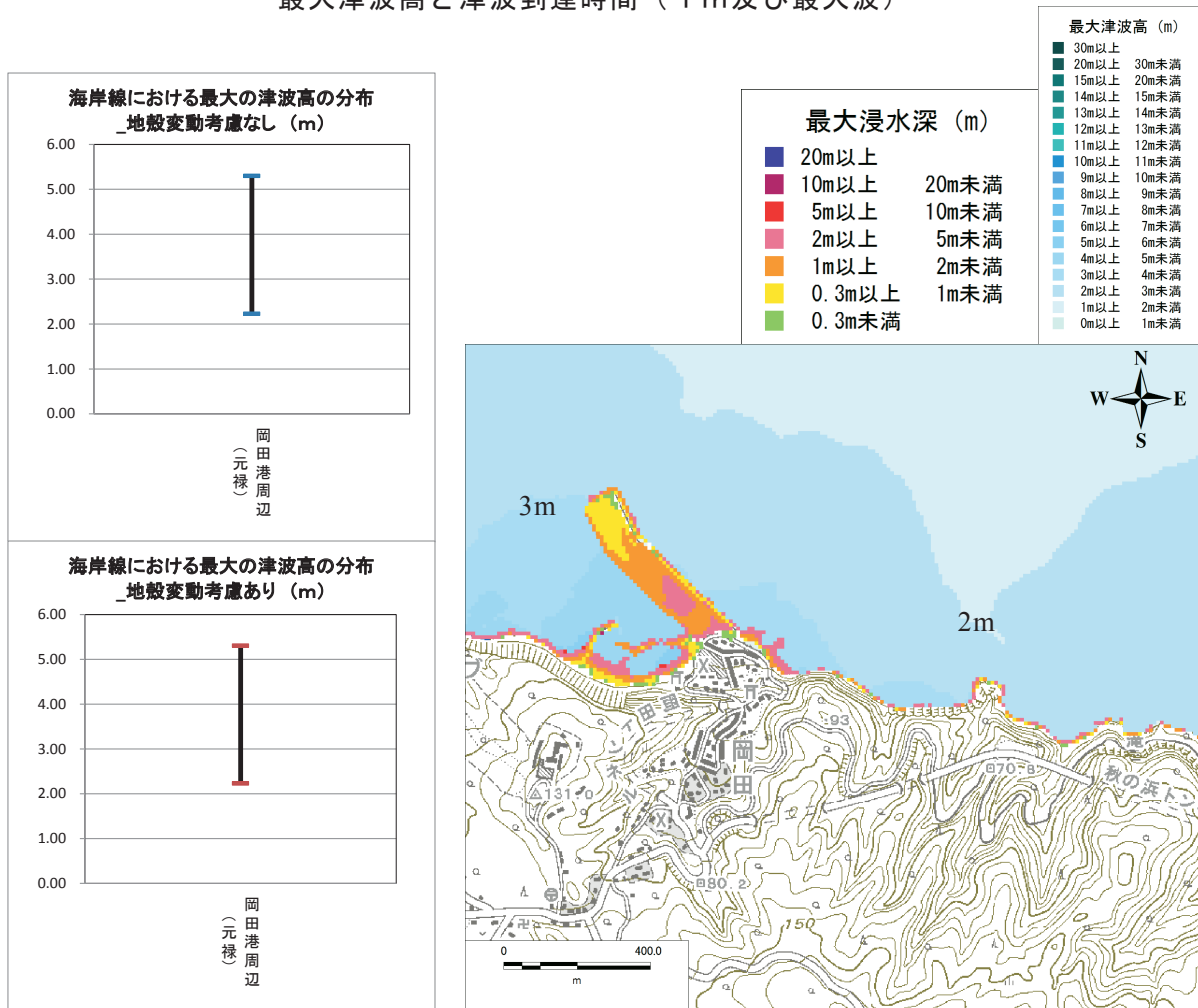 最大津波高と津波到達時間（１ｍ及び最大波）
海岸線における最大の津波高の分布
_地殻変動考慮なし（m）
6.00
5.00
4.00
3.00
2.00
1.00
0.00
岡田港周辺
（元禄）
海岸線における最大の津波高の分布
_地殻変動考慮あり（m）
6.00
5.00
4.00
3.00
2.00
1.00
0.00
岡田港周辺
（元禄）
最大浸水深（m）
20m以上
10m以上 20m未満
5m以上 10m未満
2m以上 5m未満
1m以上 2m未満
0.3m以上 1m未満
0.3m未満
最大津波高（m）
30m以上
20m以上 30m未満
15m以上 20m未満
14m以上 15m未満
13m以上 14m未満
12m以上 13m未満
11m以上 12m未満
10m以上 11m未満
9m以上 10m未満
8m以上 9m未満
7m以上 8m未満
6m以上 7m未満
5m以上 6m未満
4m以上 5m未満
3m以上 4m未満
2m以上 3m未満
1m以上 2m未満
0m以上 1m未満
N
W E
S
3m
2m
ブ
岡田トンネル
岡田
93
70.8
滝
秋の浜トン
131.0
80.2
150
0 400.0
m